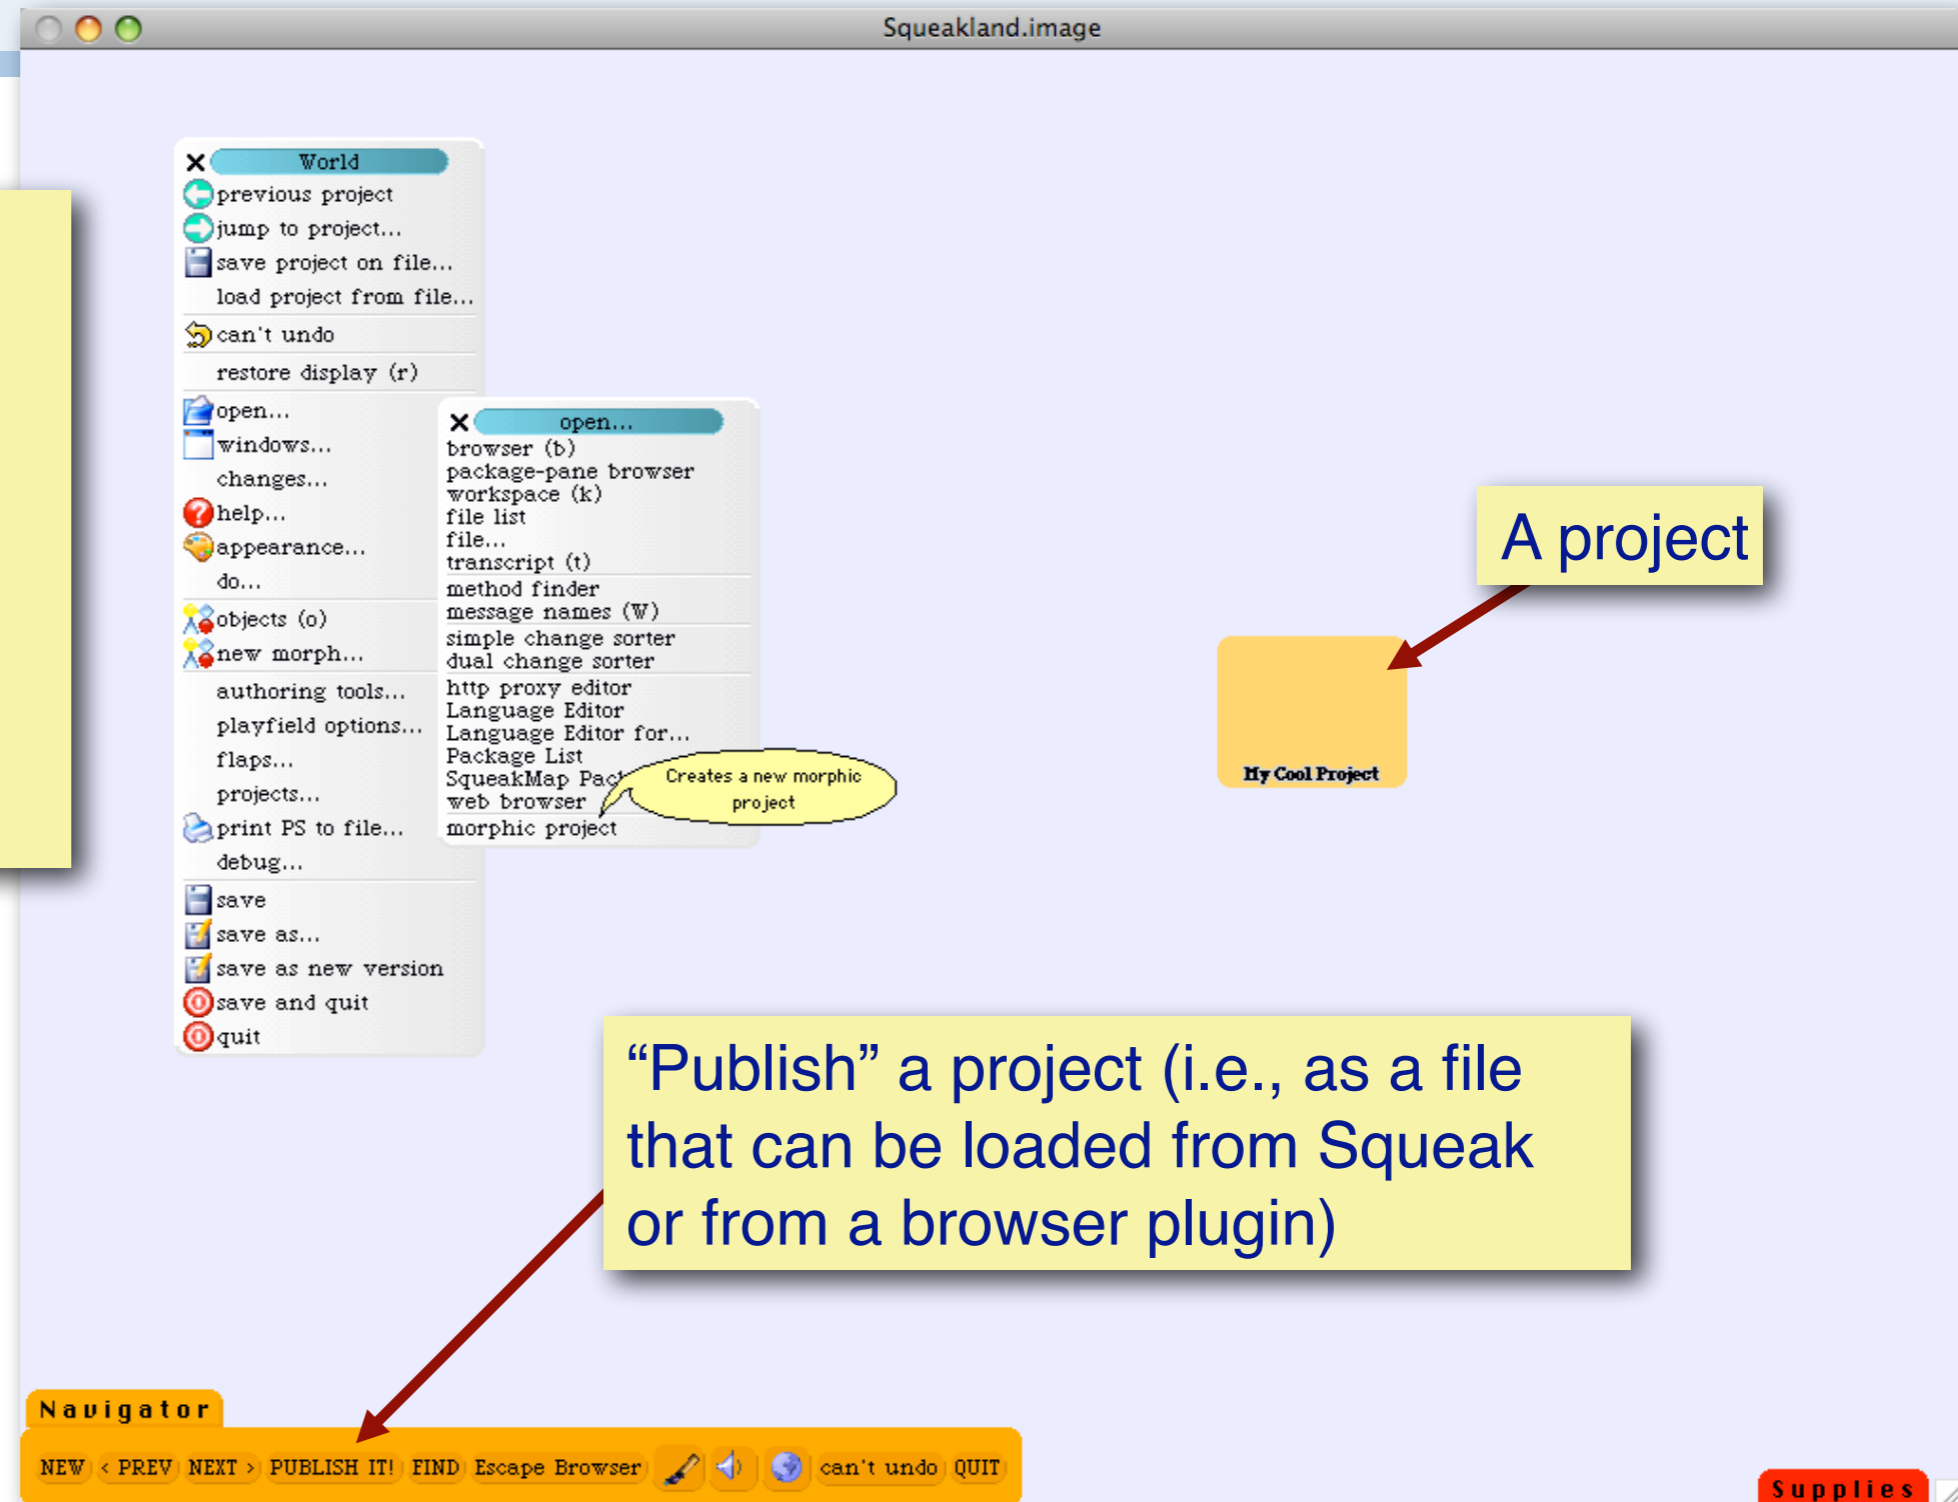 Squeakland.image
World
previous project
jump to project...
save project on file...
load project from file...
can't undo
restore display (r)
open...
windows...
changes...
help...
appearance...
do...
objects (o)
new morph...
authoring tools...
playfield options...
flaps...
projects...
print PS to file...
debug...
save
save as...
save as new version
save and quit
quit
open...
browser (b)
package-pane browser
workspace (k)
file list
file...
transcript (t)
method finder
message names (W)
simple change sorter
dual change sorter
http proxy editor
Language Editor
Language Editor for...
Package List
SqueakMap Pac
web browser
morphic project
Creates a new morphic
project
A project
My Cool Project
“Publish” a project (i.e., as a file
that can be loaded from Squeak
or from a browser plugin)
Navigator
NEW < PREV NEXT > PUBLISH IT! FIND Escape Browser can't undo QUIT
Supplies